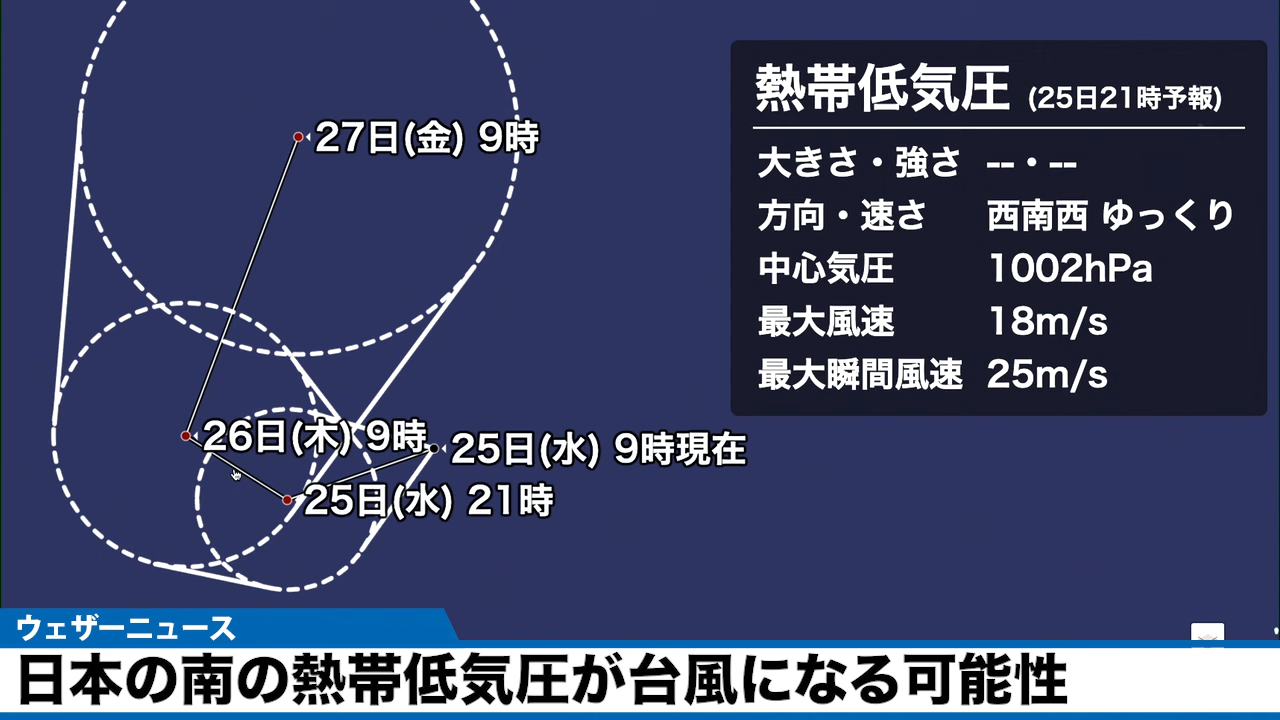 熱帯低気圧 (25日21時予報)
大きさ・強さ --・--
方向・速さ 西南西 ゆっくり
中心気圧 1002hPa
最大風速 18m/s
最大瞬間風速 25m/s
27日(金) 9時
26日(木) 9時
25日(水) 9時現在
25日(水) 21時
ウェザーニュース
日本の南の熱帯低気圧が台風になる可能性